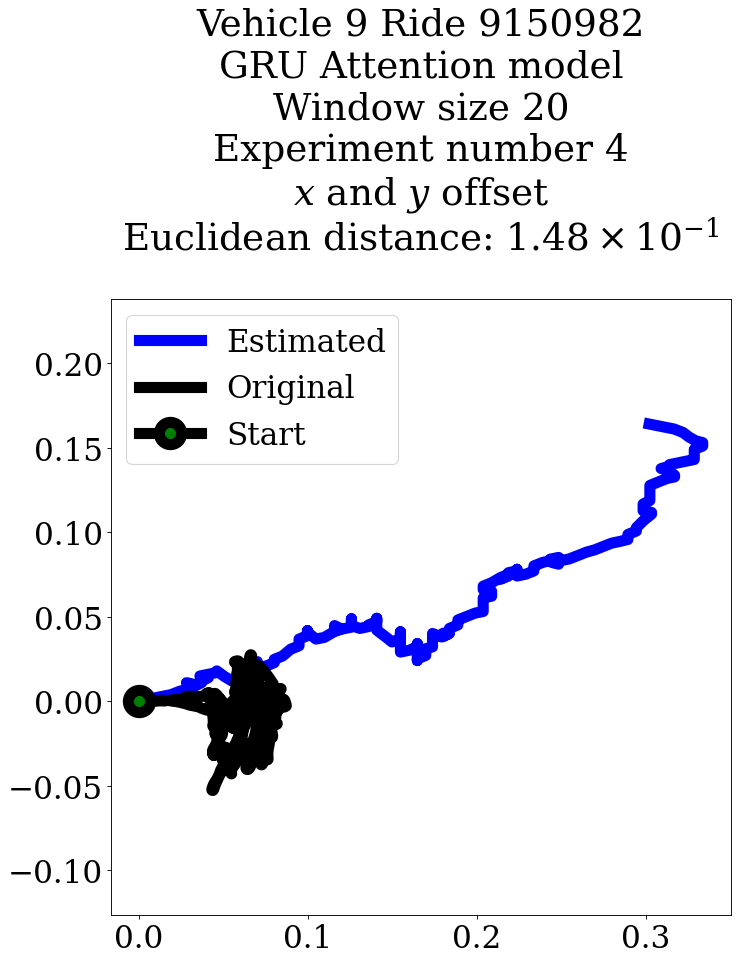 Vehicle 9 Ride 9150982
GRU Attention model
Window size 20
Experiment number 4
x and y offset
Euclidean distance: 1.48 × 10⁻¹
Estimated
Original
Start
0.20
0.15
0.10
0.05
0.00
−0.05
−0.10
0.0 0.1 0.2 0.3